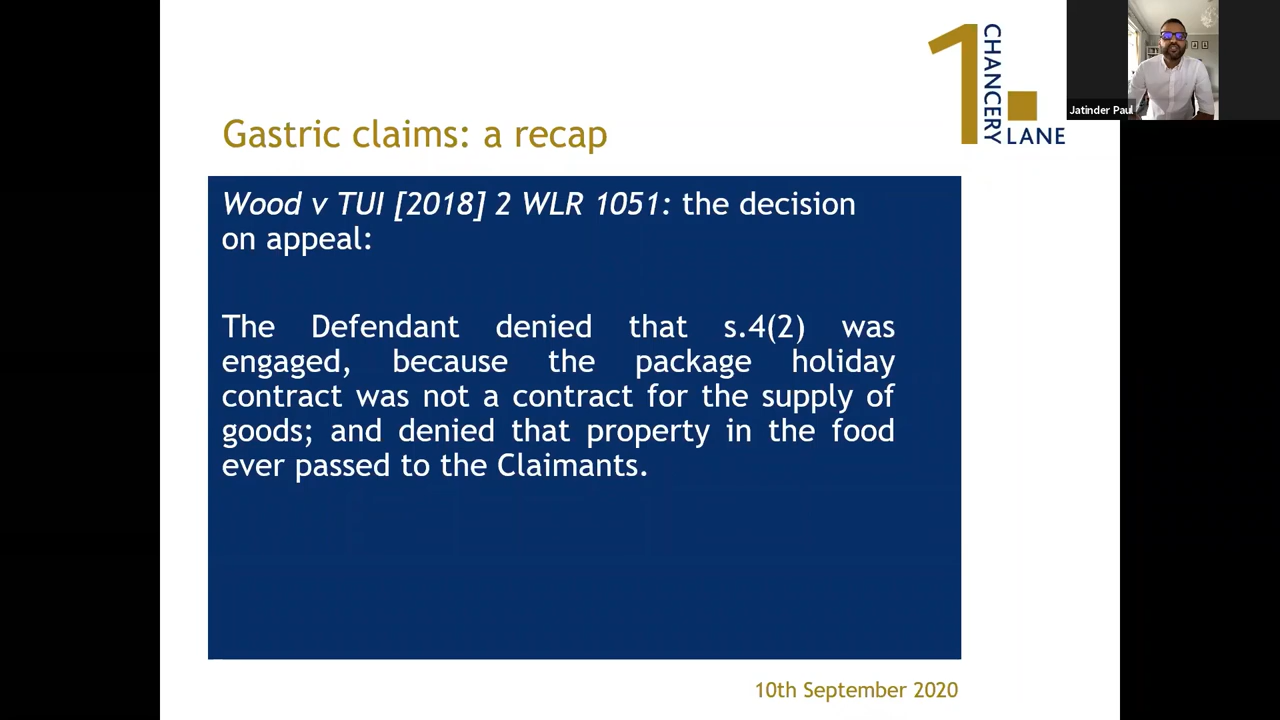 1 CHANCERY LANE
Jatinder Paul
Gastric claims: a recap
Wood v TUI [2018] 2 WLR 1051: the decision
on appeal:
The Defendant denied that s.4(2) was
engaged, because the package holiday
contract was not a contract for the supply of
goods; and denied that property in the food
ever passed to the Claimants.
10th September 2020